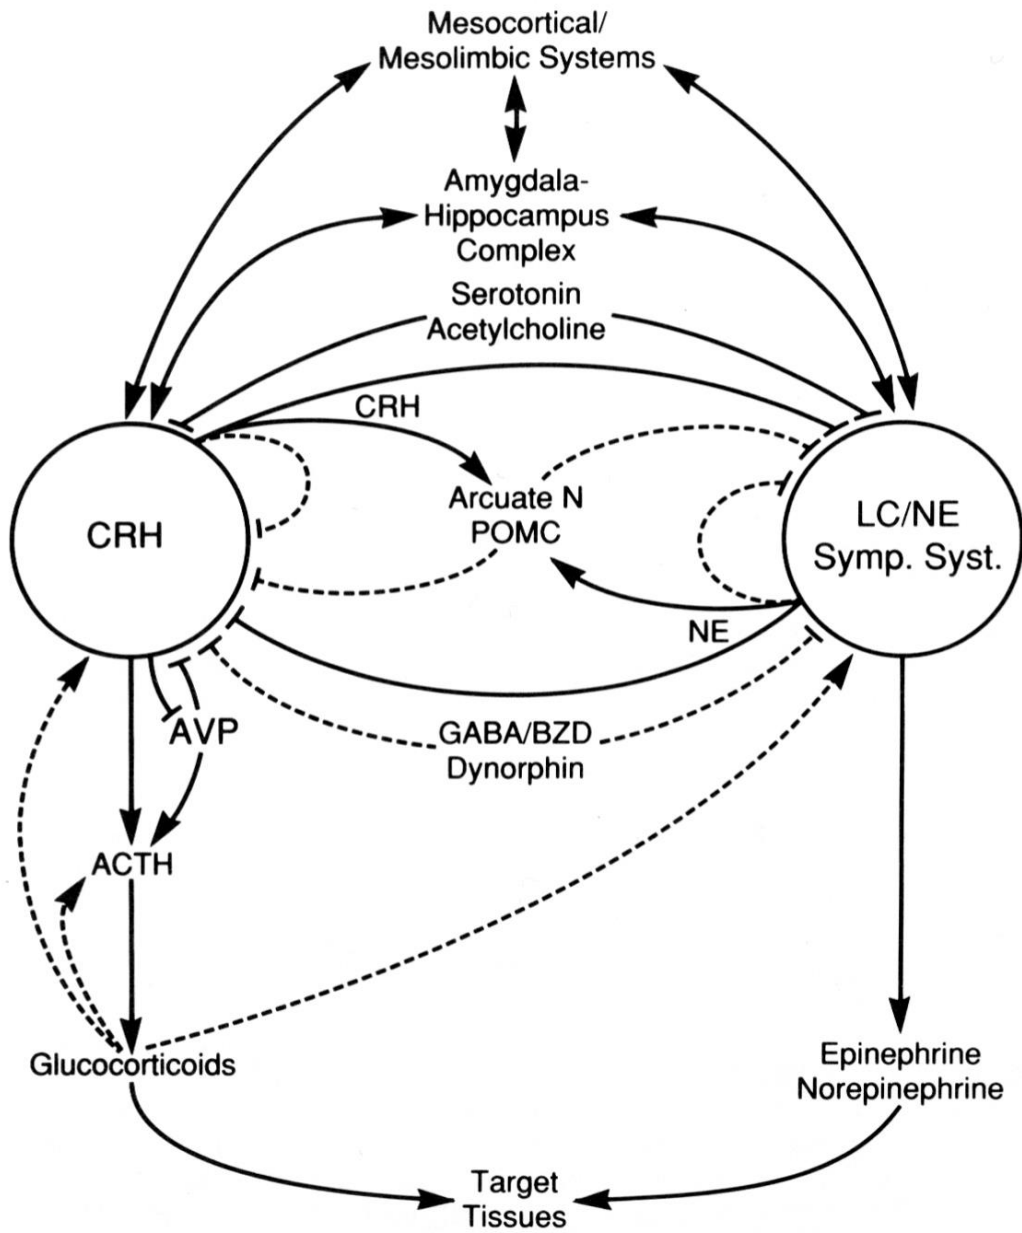 Mesocortical/
Mesolimbic Systems
Amygdala-
Hippocampus
Complex
Serotonin
Acetylcholine
CRH
Arcuate N
POMC
CRH
LC/NE
Symp. Syst.
NE
AVP
GABA/BZD
Dynorphin
ACTH
Glucocorticoids
Epinephrine
Norepinephrine
Target
Tissues